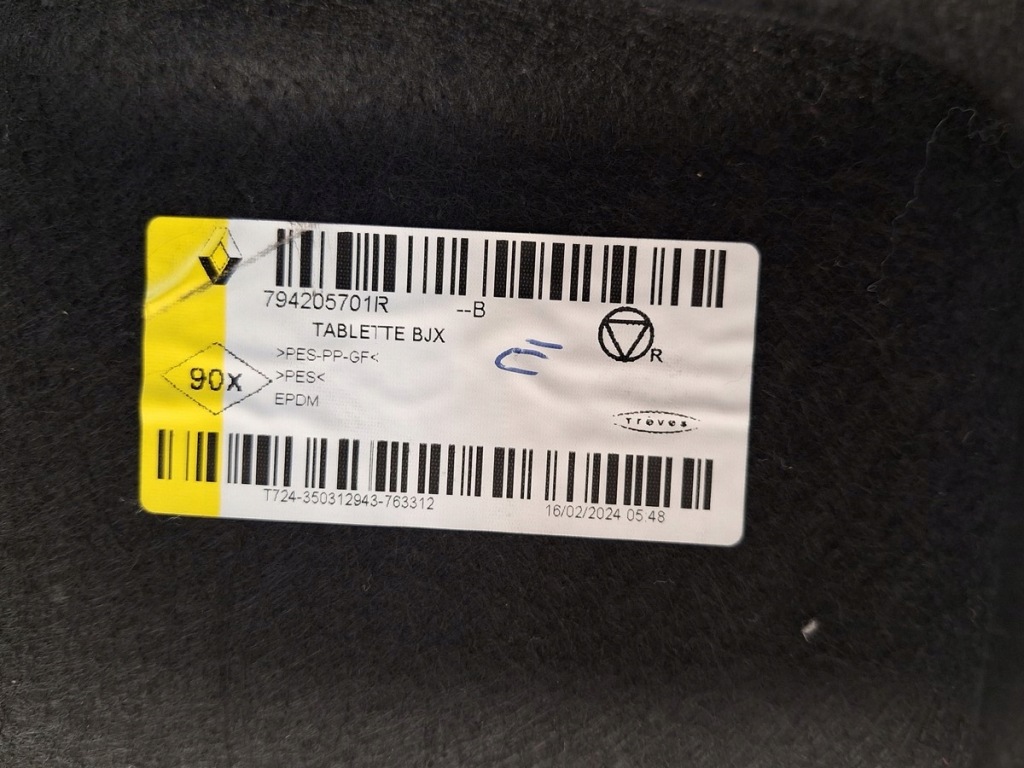 794205701R --B
TABLETTE BJX
R
>PES-PP-GF<
90x
>PES<
EPDM
Treves
T724-350312943-763312
16/02/2024 05:48